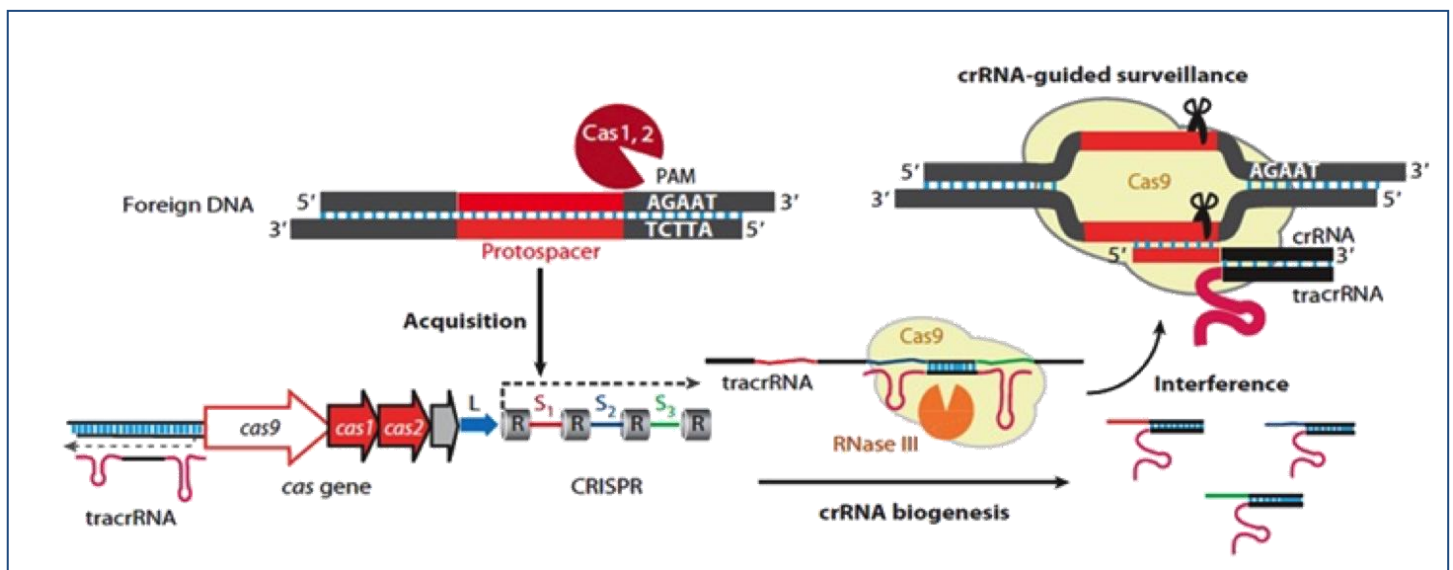 crRNA-guided surveillance
Cas1, 2
PAM
Foreign DNA
5′
AGAAT
3′
3′
TCTTA
5′
Protospacer
5′
AGAAT
3′
Cas9
3′
5′
crRNA
5′
3′
tracrRNA
Acquisition
Cas9
tracrRNA
Interference
RNase III
L
S1
S2
S3
cas9
cas1
cas2
R
R
R
R
cas gene
CRISPR
tracrRNA
crRNA biogenesis